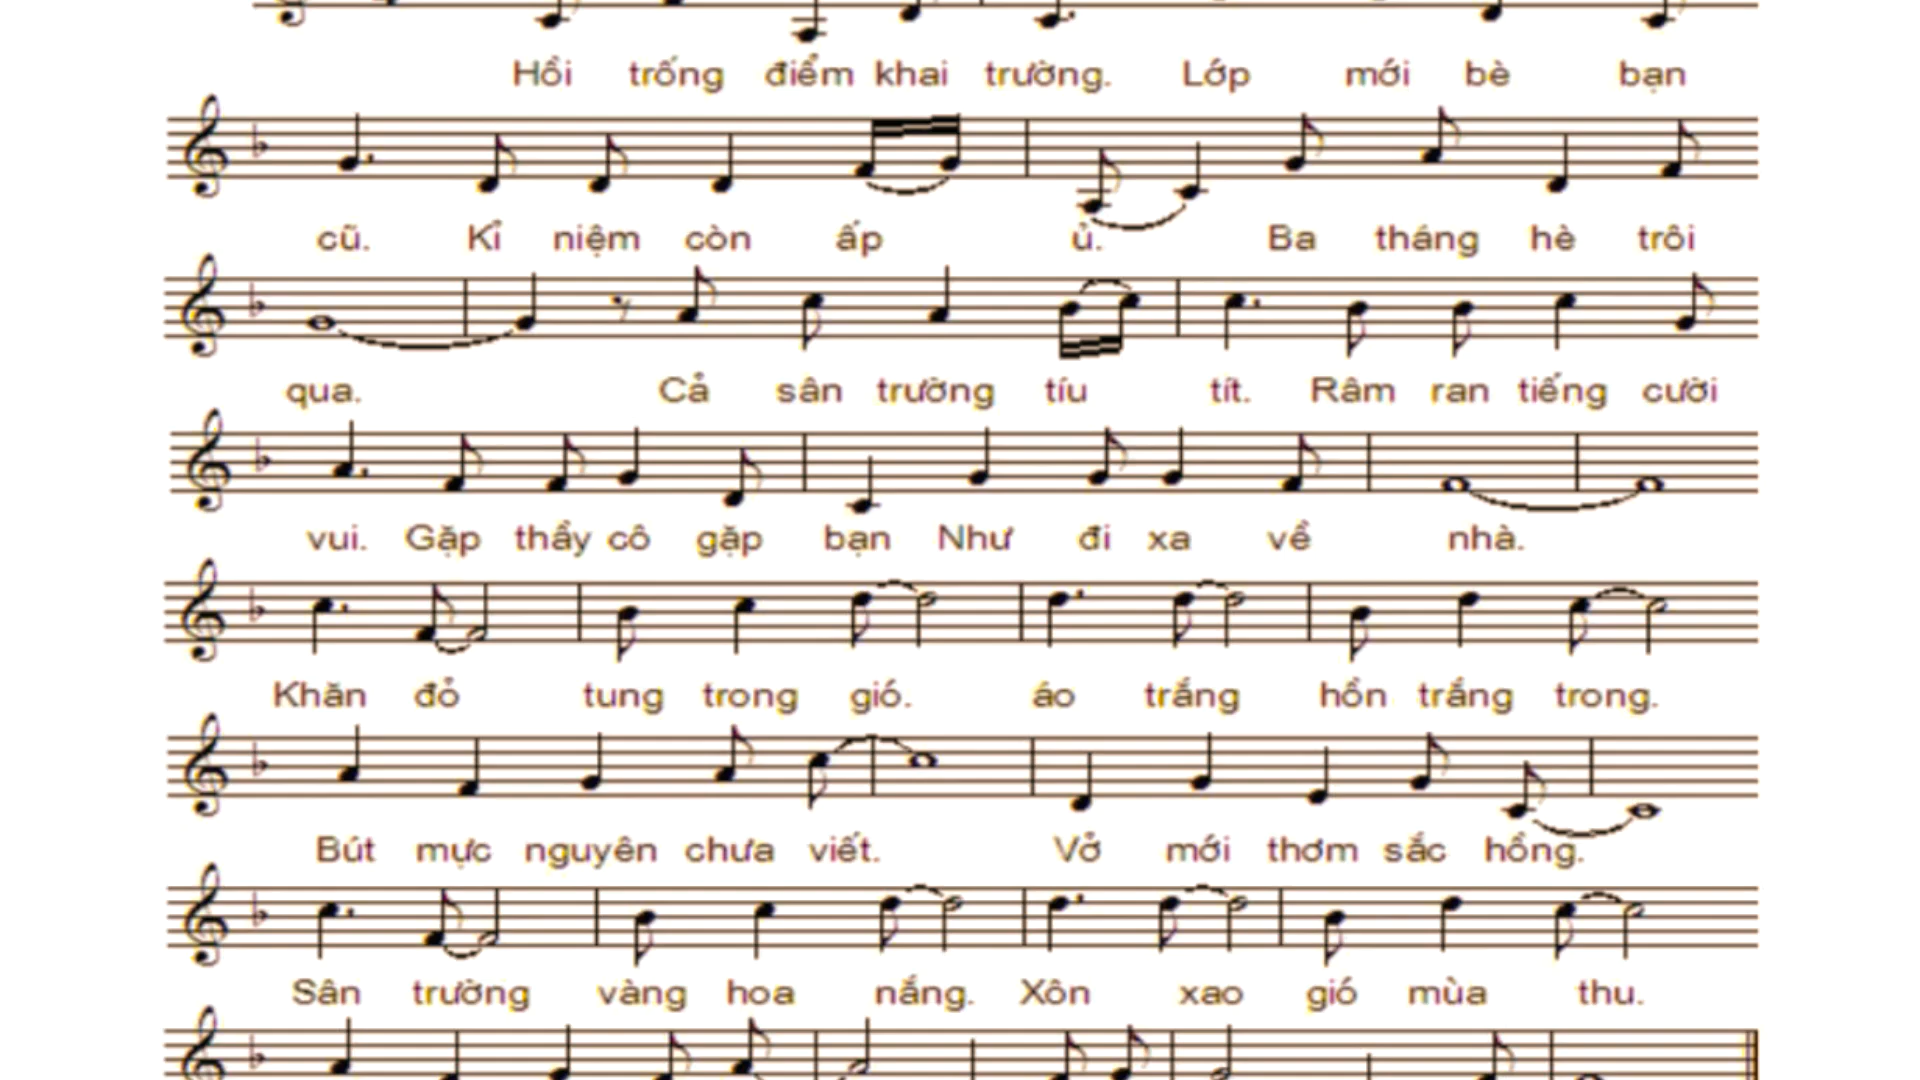 Hồi trống điểm khai trường. Lớp mới bè bạn
cũ. Kỉ niệm còn ấp ủ. Ba tháng hè trôi
qua. Cả sân trường tíu tít. Râm ran tiếng cười
vui. Gặp thầy cô gặp bạn Như đi xa về nhà.
Khăn đỏ tung trong gió. áo trắng hồn trắng trong.
Bút mực nguyên chưa viết. Vở mới thơm sắc hồng.
Sân trường vàng hoa nắng. Xôn xao gió mùa thu.